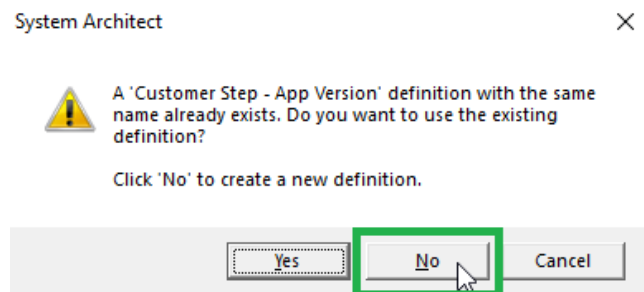 System Architect
A 'Customer Step - App Version' definition with the same
name already exists. Do you want to use the existing
definition?
Click 'No' to create a new definition.
Yes
No
Cancel